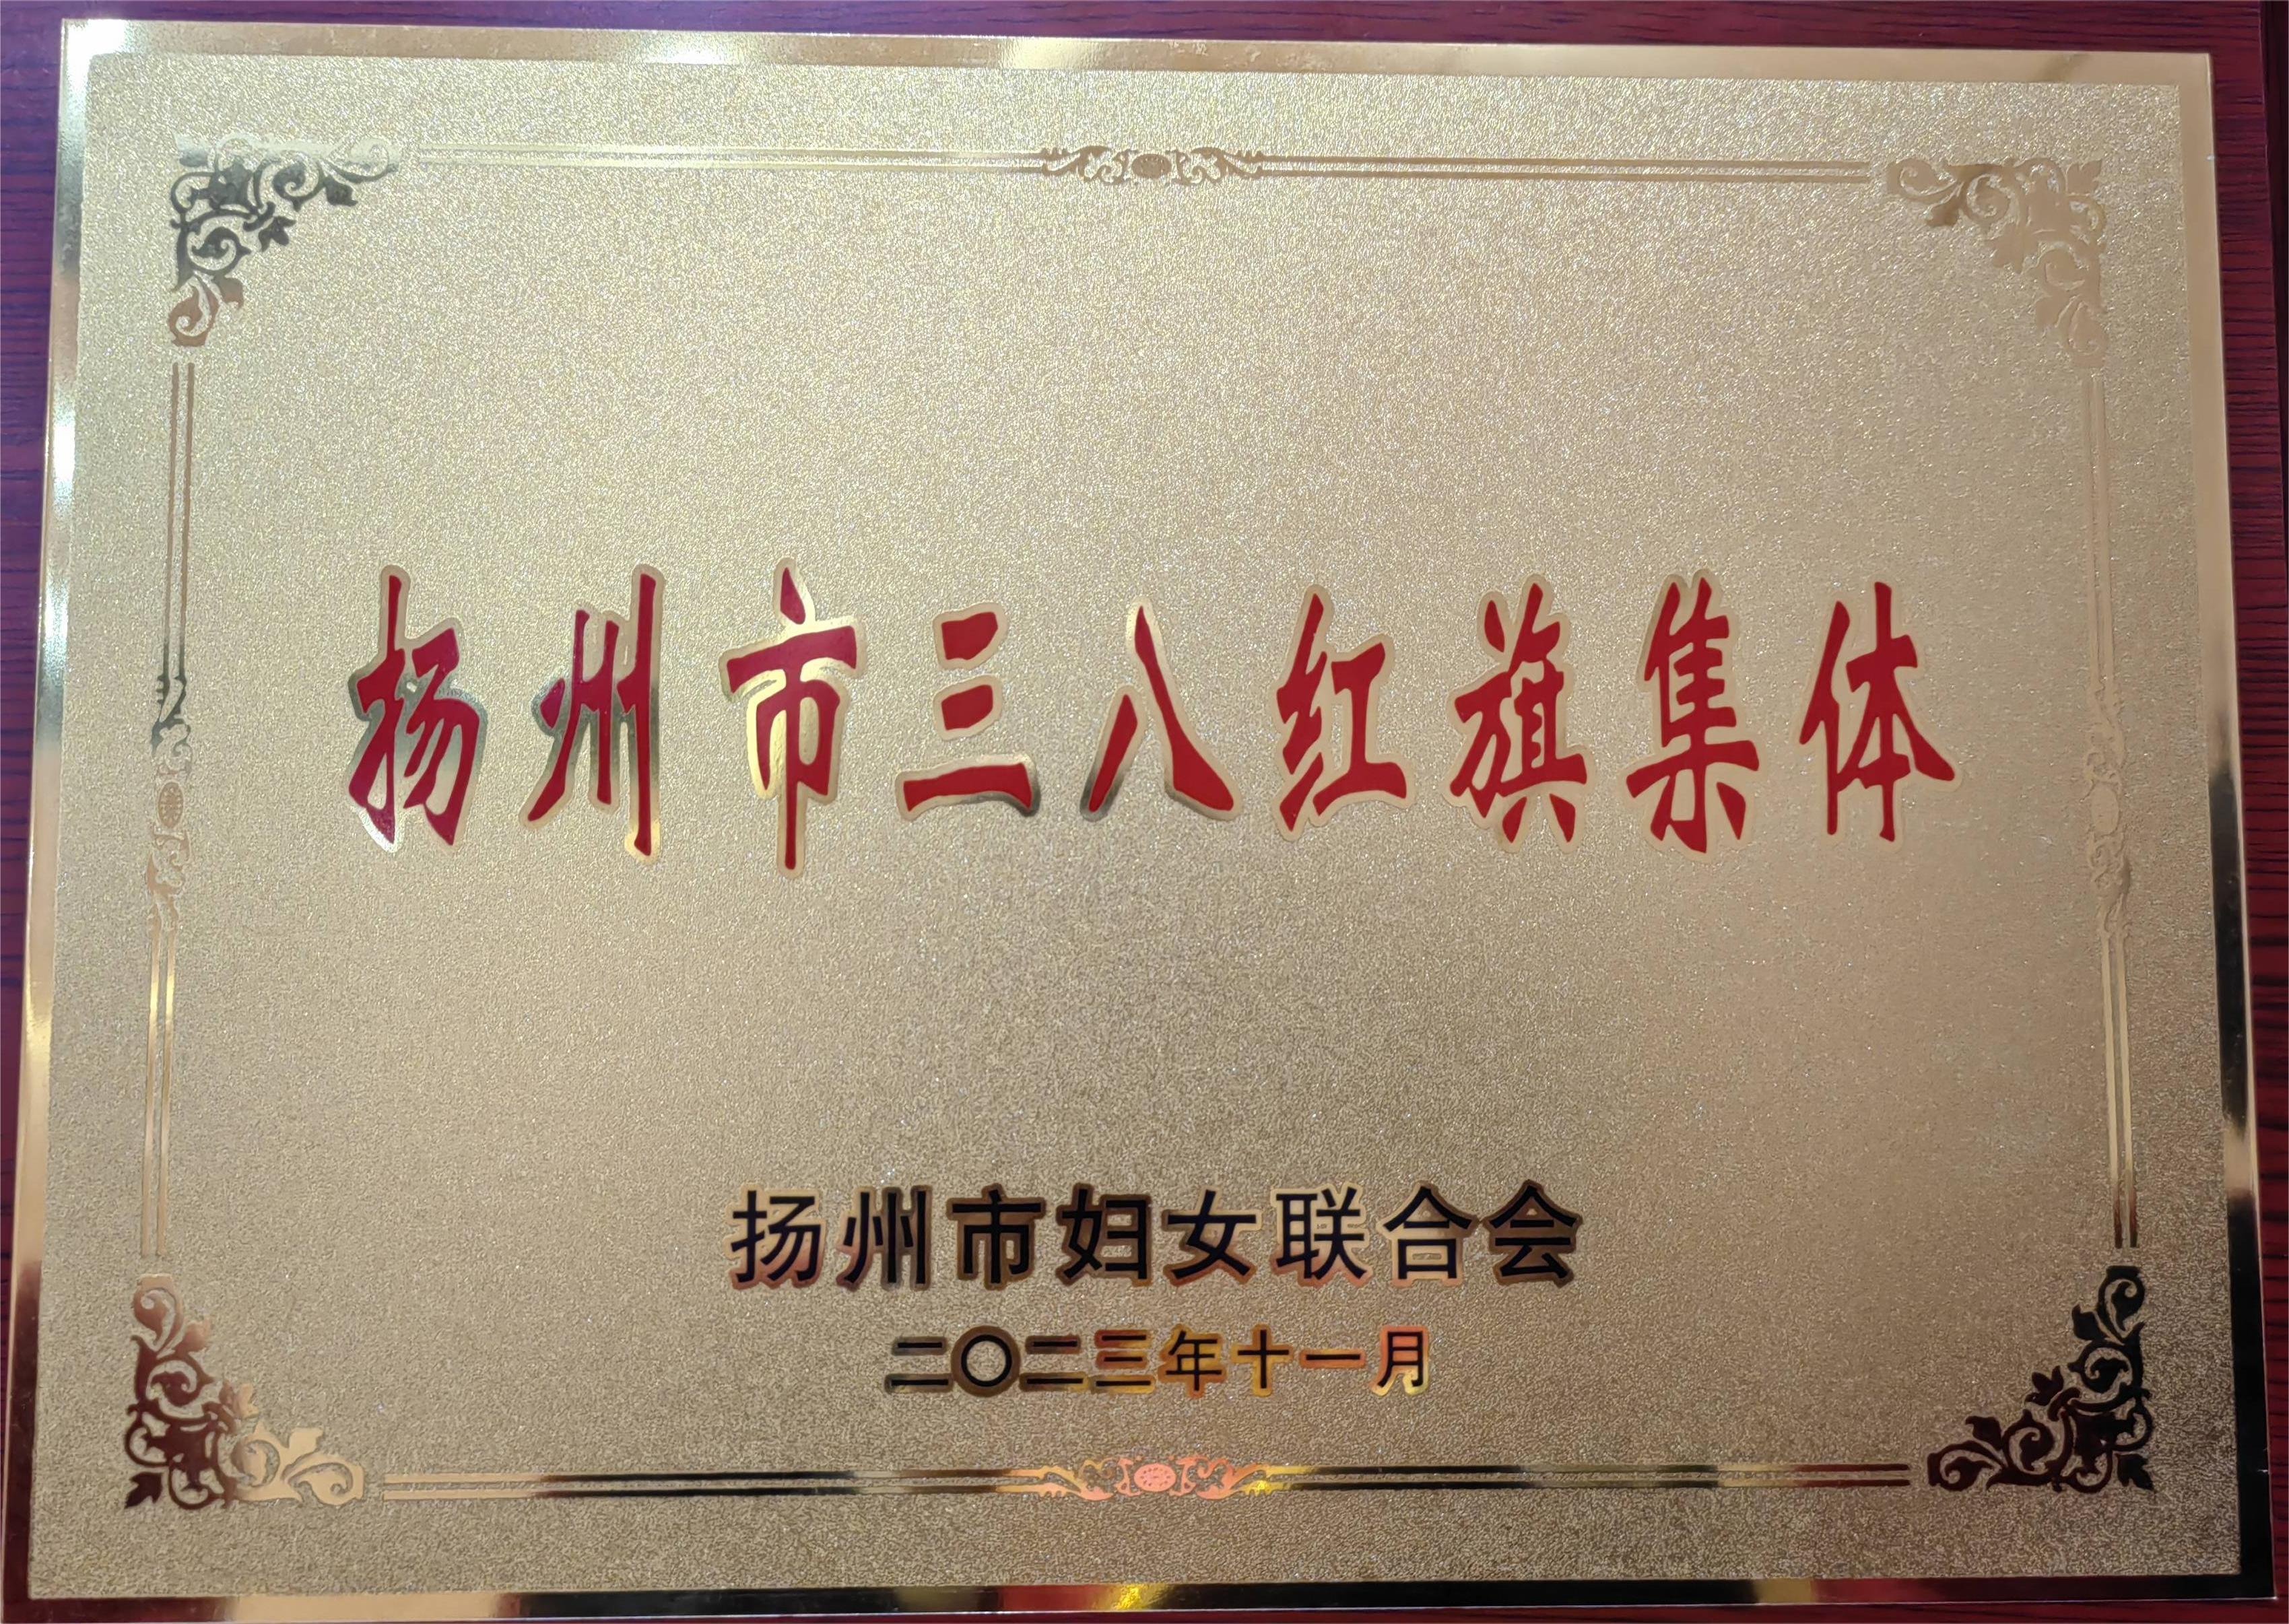 扬州市三八红旗集体
扬州市妇女联合会
二〇二三年十一月